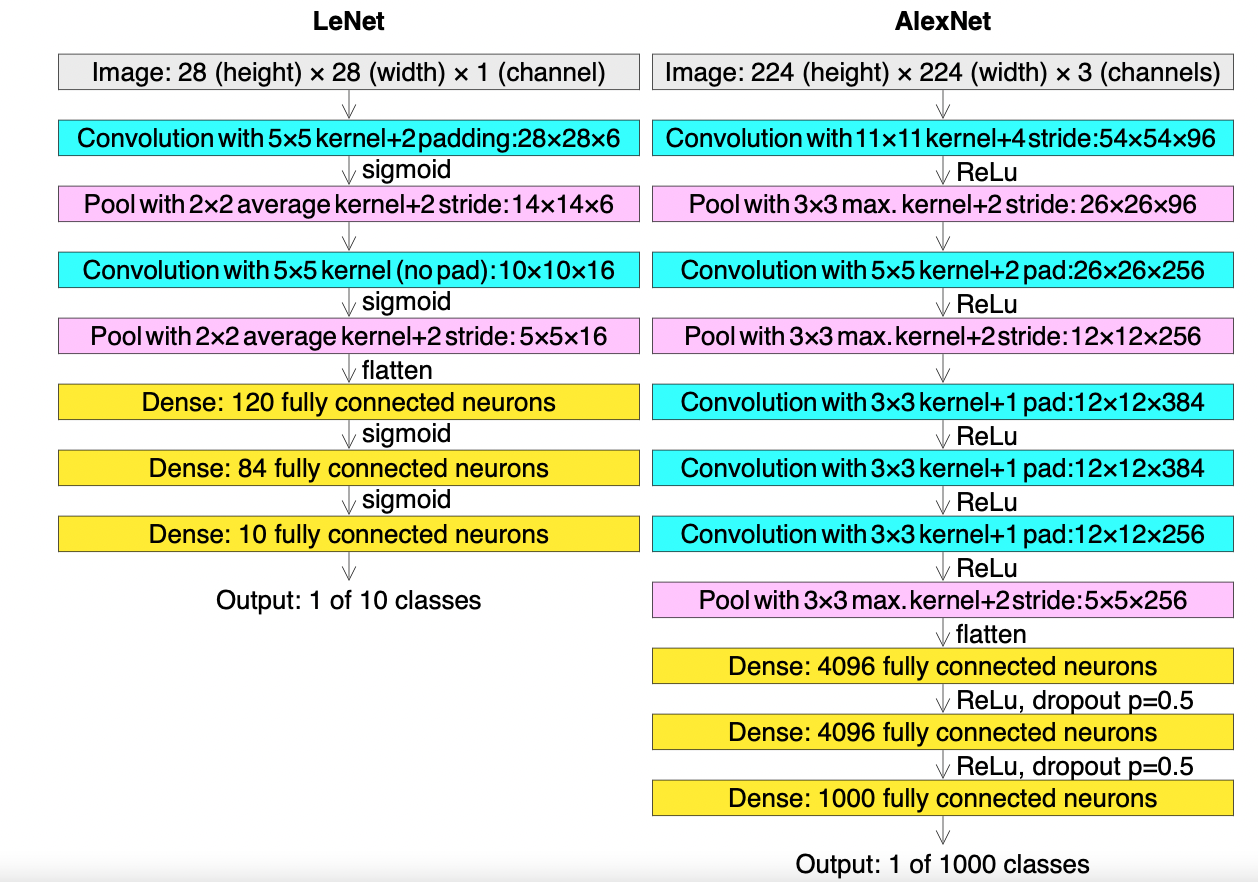 LeNet
Image: 28 (height) × 28 (width) × 1 (channel)
Convolution with 5×5 kernel+2 padding:28×28×6
sigmoid
Pool with 2×2 average kernel+2 stride:14×14×6
Convolution with 5×5 kernel (no pad):10×10×16
sigmoid
Pool with 2×2 average kernel+2 stride: 5×5×16
flatten
Dense: 120 fully connected neurons
sigmoid
Dense: 84 fully connected neurons
sigmoid
Dense: 10 fully connected neurons
Output: 1 of 10 classes
AlexNet
Image: 224 (height) × 224 (width) × 3 (channels)
Convolution with 11×11 kernel+4 stride:54×54×96
ReLu
Pool with 3×3 max. kernel+2 stride: 26×26×96
Convolution with 5×5 kernel+2 pad:26×26×256
ReLu
Pool with 3×3 max.kernel+2stride:12×12×256
Convolution with 3×3 kernel+1 pad:12×12×384
ReLu
Convolution with 3×3 kernel+1 pad:12×12×384
ReLu
Convolution with 3×3 kernel+1 pad:12×12×256
ReLu
Pool with 3×3 max.kernel+2stride:5×5×256
flatten
Dense: 4096 fully connected neurons
ReLu, dropout p=0.5
Dense: 4096 fully connected neurons
ReLu, dropout p=0.5
Dense: 1000 fully connected neurons
Output: 1 of 1000 classes